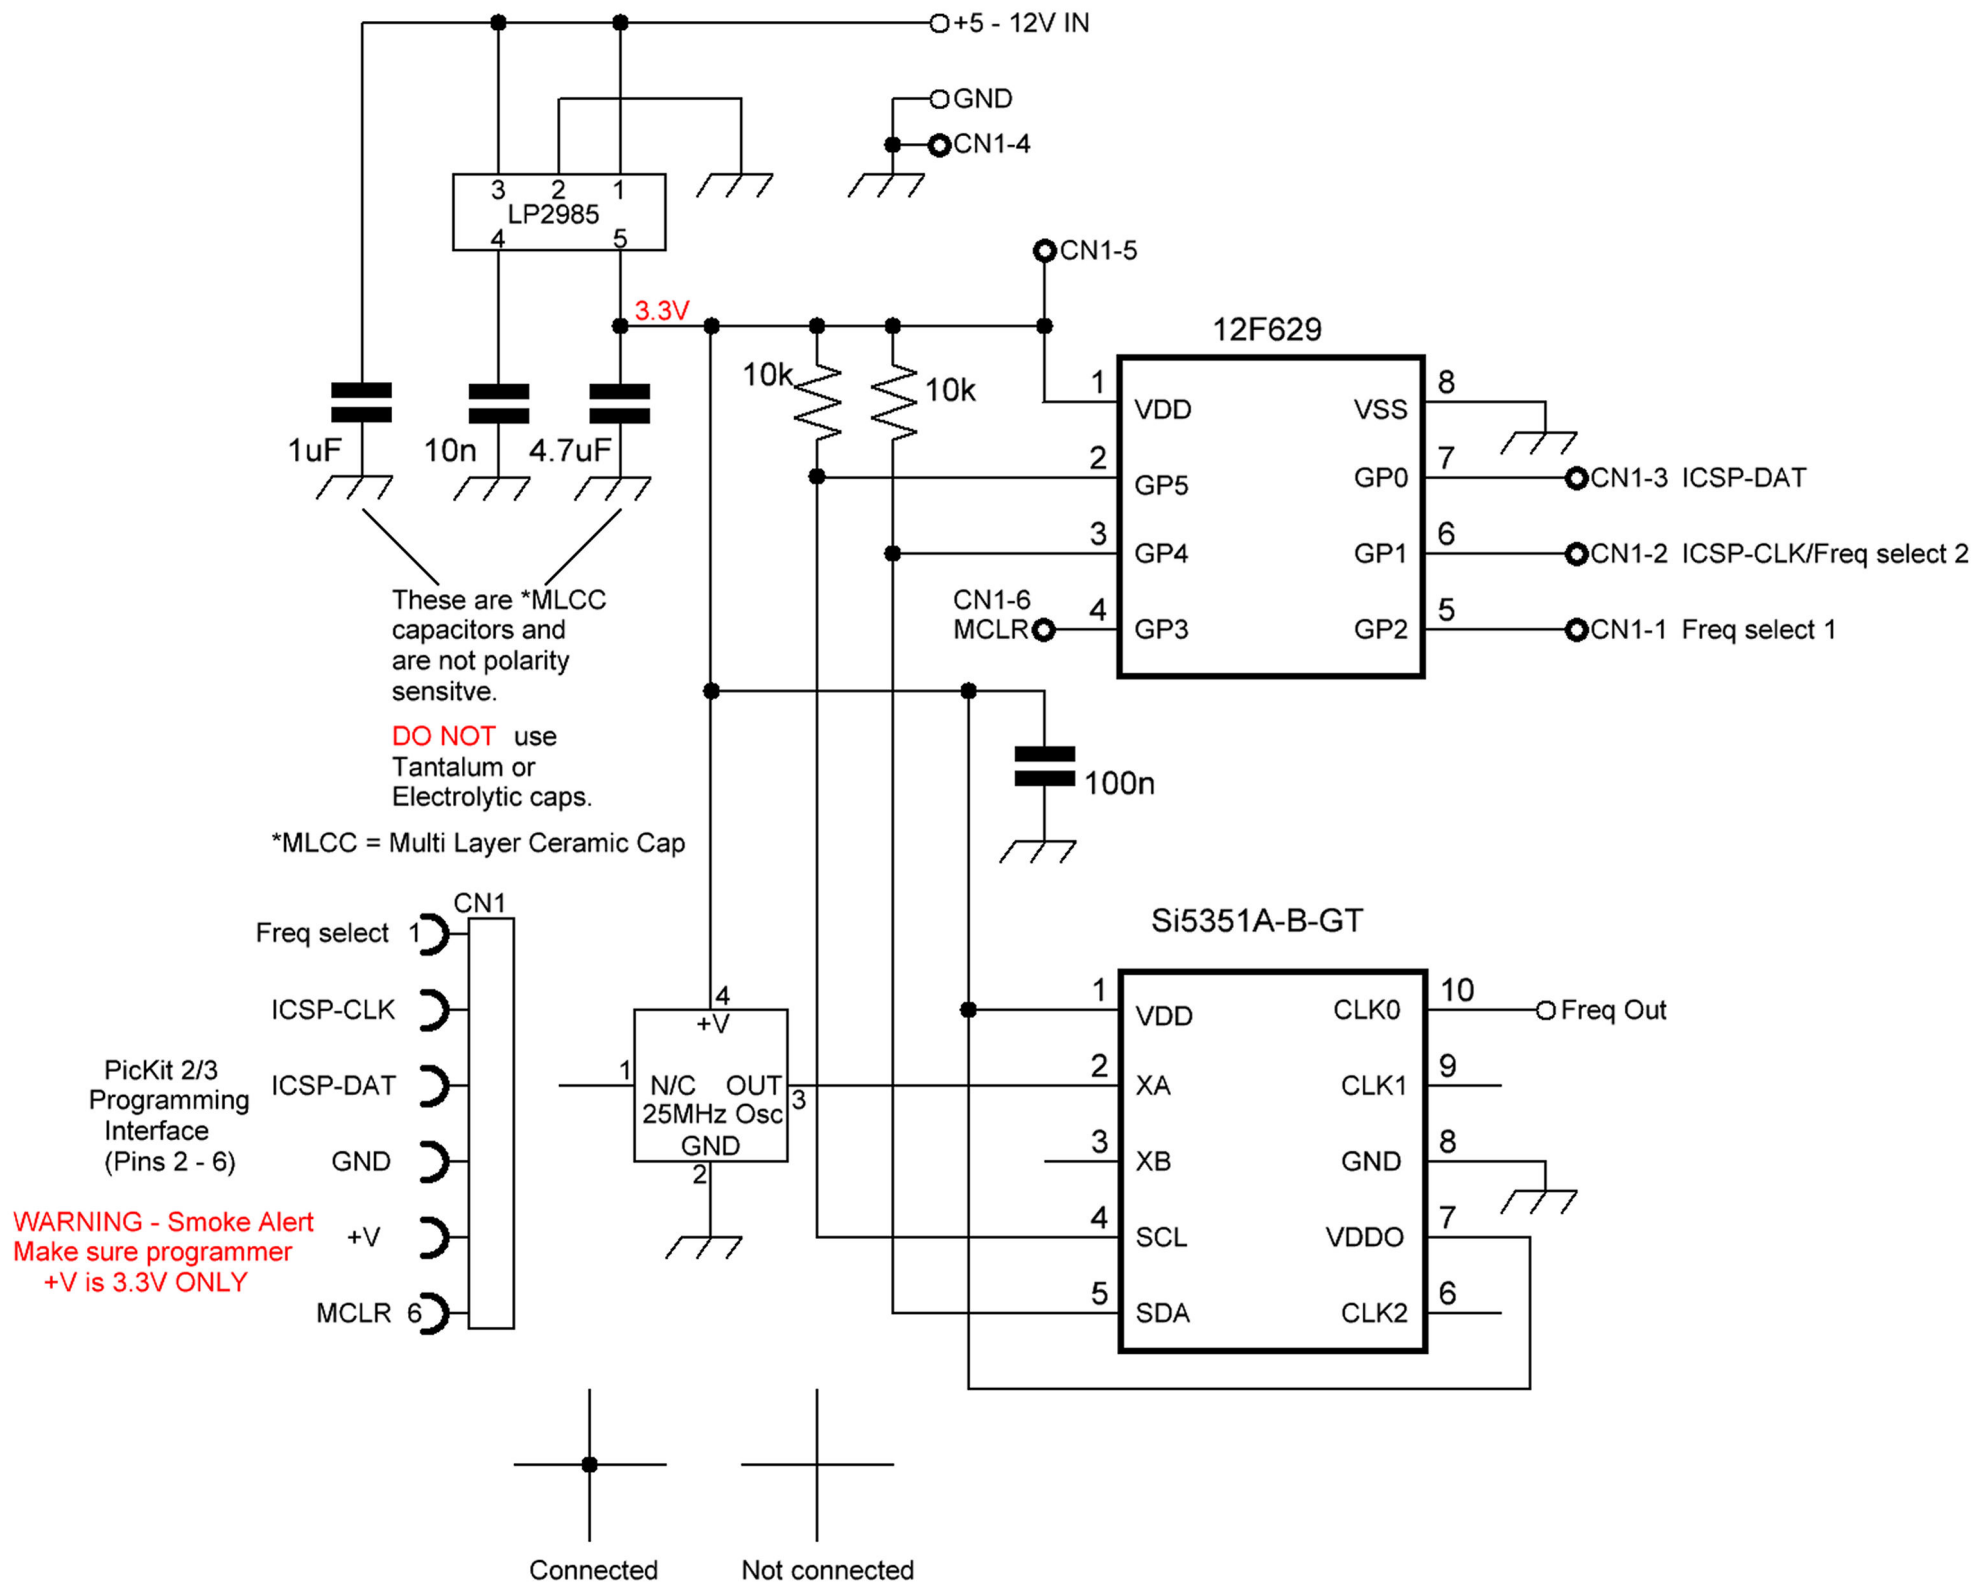 +5 - 12V IN
GND
CN1-4
3 2 1
LP2985
4 5
CN1-5
3.3V
10k
10k
1uF
10n
4.7uF
12F629
1 VDD
2 GP5
3 GP4
4 GP3
CN1-6
MCLR
VSS 8
GP0 7
CN1-3 ICSP-DAT
GP1 6
CN1-2 ICSP-CLK/Freq select 2
GP2 5
CN1-1 Freq select 1
These are *MLCC
capacitors and
are not polarity
sensitve.
DO NOT use
Tantalum or
Electrolytic caps.
*MLCC = Multi Layer Ceramic Cap
100n
CN1
Freq select 1
ICSP-CLK
ICSP-DAT
GND
+V
MCLR 6
PicKit 2/3
Programming
Interface
(Pins 2 - 6)
WARNING - Smoke Alert
Make sure programmer
+V is 3.3V ONLY
4
+V
1
N/C OUT
3
25MHz Osc
GND
2
Si5351A-B-GT
1 VDD
2 XA
3 XB
4 SCL
5 SDA
CLK0 10
Freq Out
CLK1 9
GND 8
VDDO 7
CLK2 6
Connected
Not connected